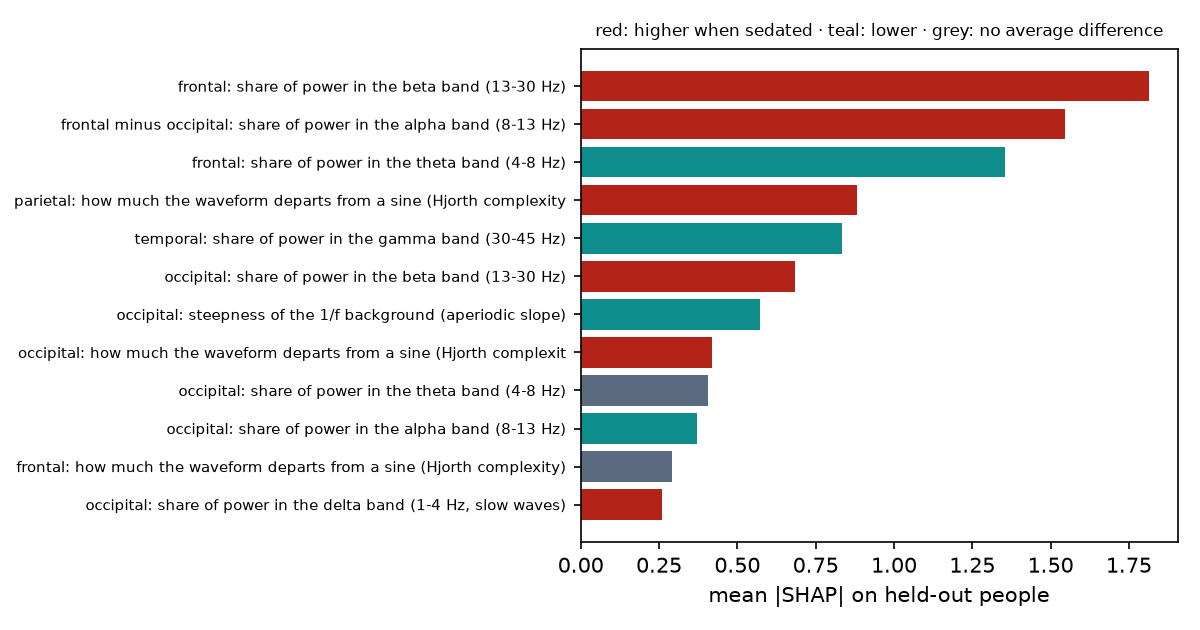 red: higher when sedated · teal: lower · grey: no average difference
frontal: share of power in the beta band (13-30 Hz)
frontal minus occipital: share of power in the alpha band (8-13 Hz)
frontal: share of power in the theta band (4-8 Hz)
parietal: how much the waveform departs from a sine (Hjorth complexity
temporal: share of power in the gamma band (30-45 Hz)
occipital: share of power in the beta band (13-30 Hz)
occipital: steepness of the 1/f background (aperiodic slope)
occipital: how much the waveform departs from a sine (Hjorth complexit
occipital: share of power in the theta band (4-8 Hz)
occipital: share of power in the alpha band (8-13 Hz)
frontal: how much the waveform departs from a sine (Hjorth complexity)
occipital: share of power in the delta band (1-4 Hz, slow waves)
0.00 0.25 0.50 0.75 1.00 1.25 1.50 1.75
mean |SHAP| on held-out people